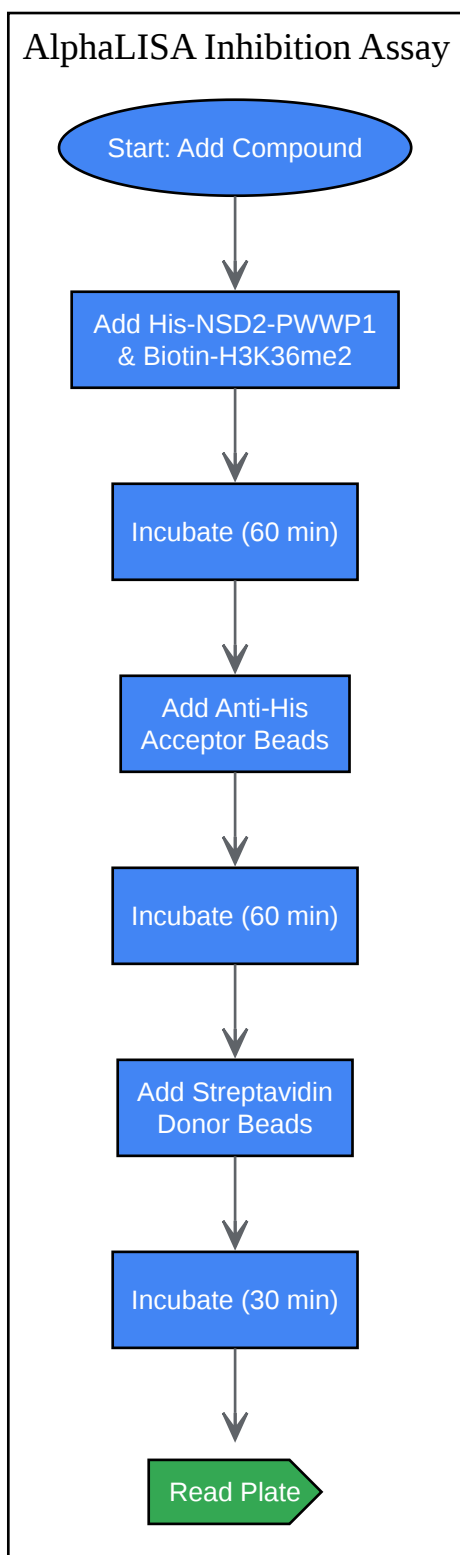 AlphaLISA Inhibition Assay
Start: Add Compound
Add His-NSD2-PWWP1
& Biotin-H3K36me2
Incubate (60 min)
Add Anti-His
Acceptor Beads
Incubate (60 min)
Add Streptavidin
Donor Beads
Incubate (30 min)
Read Plate